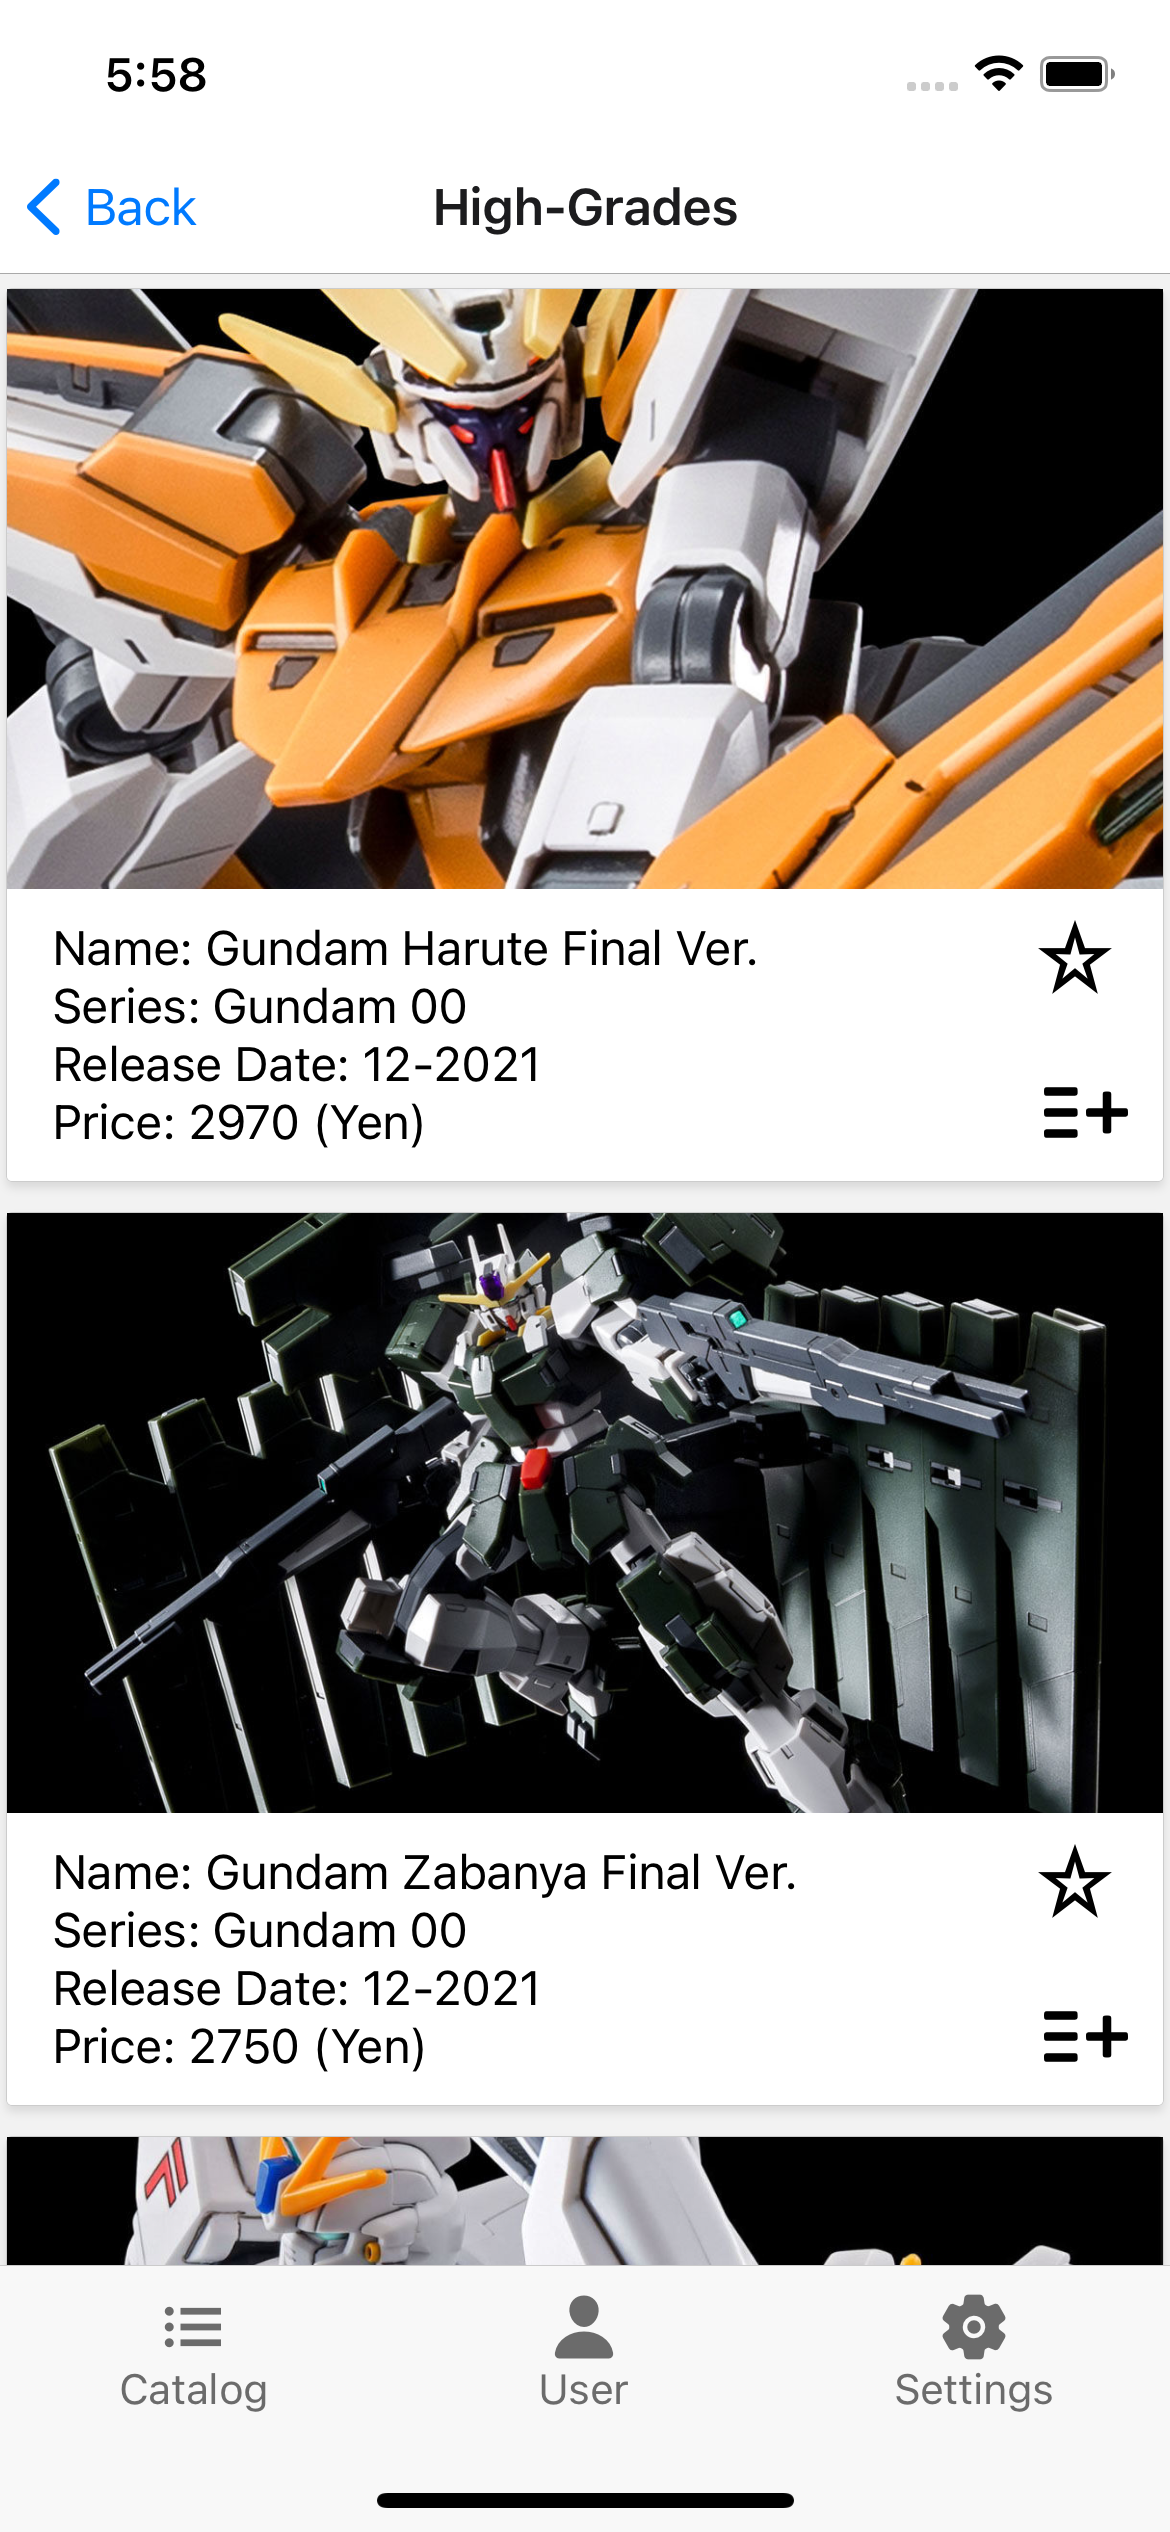 5:58
Back
High-Grades
Name: Gundam Harute Final Ver.
Series: Gundam 00
Release Date: 12-2021
Price: 2970 (Yen)
Name: Gundam Zabanya Final Ver.
Series: Gundam 00
Release Date: 12-2021
Price: 2750 (Yen)
Catalog
User
Settings